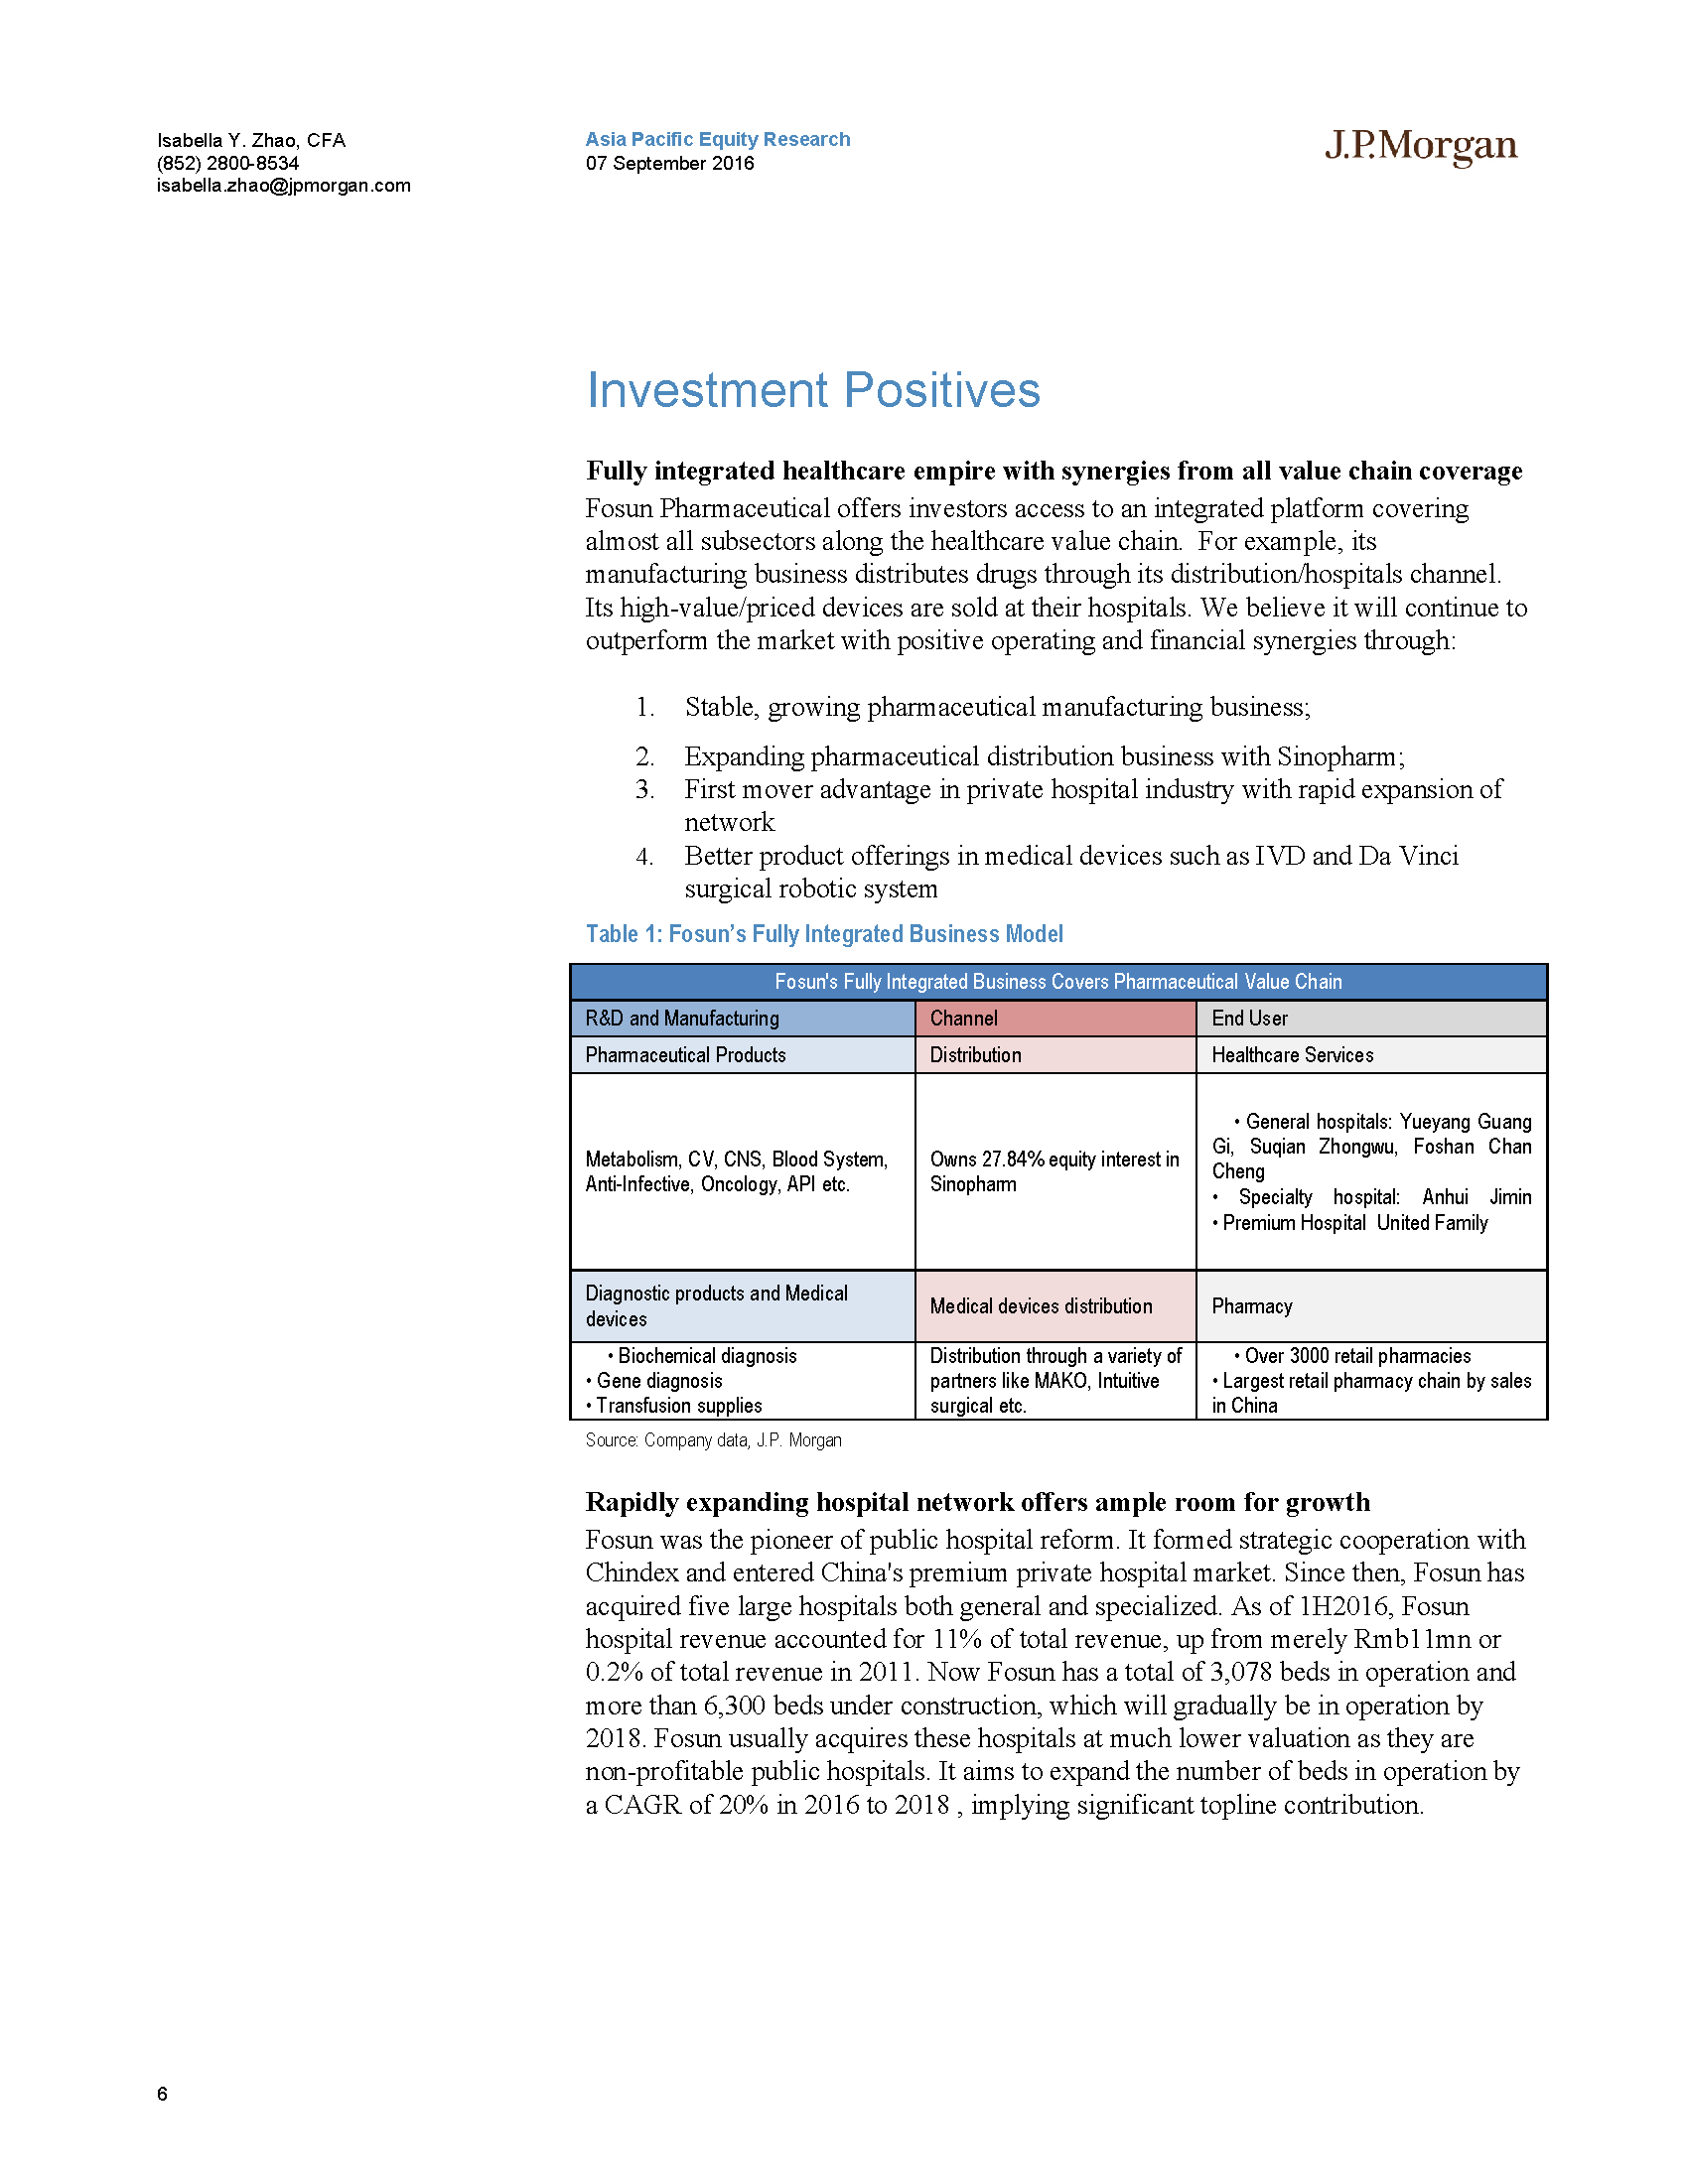 Isabella Y. Zhao, CFA
(852) 2800-8534
isabella.zhao@jpmorgan.com
Asia Pacific Equity Research
07 September 2016
J.P.Morgan
Investment Positives
Fully integrated healthcare empire with synergies from all value chain coverage
Fosun Pharmaceutical offers investors access to an integrated platform covering
almost all subsectors along the healthcare value chain.  For example, its
manufacturing business distributes drugs through its distribution/hospitals channel.
Its high-value/priced devices are sold at their hospitals. We believe it will continue to
outperform the market with positive operating and financial synergies through:
1. Stable, growing pharmaceutical manufacturing business;
2. Expanding pharmaceutical distribution business with Sinopharm;
3. First mover advantage in private hospital industry with rapid expansion of
network
4. Better product offerings in medical devices such as IVD and Da Vinci
surgical robotic system
Table 1: Fosun’s Fully Integrated Business Model
Fosun's Fully Integrated Business Covers Pharmaceutical Value Chain
R&D and Manufacturing
Channel
End User
Pharmaceutical Products
Distribution
Healthcare Services
Metabolism, CV, CNS, Blood System,
Anti-Infective, Oncology, API etc.
Owns 27.84% equity interest in
Sinopharm
• General hospitals: Yueyang Guang
Gi, Suqian Zhongwu, Foshan Chan
Cheng
• Specialty hospital: Anhui Jimin
• Premium Hospital  United Family
Diagnostic products and Medical
devices
Medical devices distribution
Pharmacy
• Biochemical diagnosis
• Gene diagnosis
• Transfusion supplies
Distribution through a variety of
partners like MAKO, Intuitive
surgical etc.
• Over 3000 retail pharmacies
• Largest retail pharmacy chain by sales
in China
Source: Company data, J.P. Morgan
Rapidly expanding hospital network offers ample room for growth
Fosun was the pioneer of public hospital reform. It formed strategic cooperation with
Chindex and entered China's premium private hospital market. Since then, Fosun has
acquired five large hospitals both general and specialized. As of 1H2016, Fosun
hospital revenue accounted for 11% of total revenue, up from merely Rmb11mn or
0.2% of total revenue in 2011. Now Fosun has a total of 3,078 beds in operation and
more than 6,300 beds under construction, which will gradually be in operation by
2018. Fosun usually acquires these hospitals at much lower valuation as they are
non-profitable public hospitals. It aims to expand the number of beds in operation by
a CAGR of 20% in 2016 to 2018 , implying significant topline contribution.
6